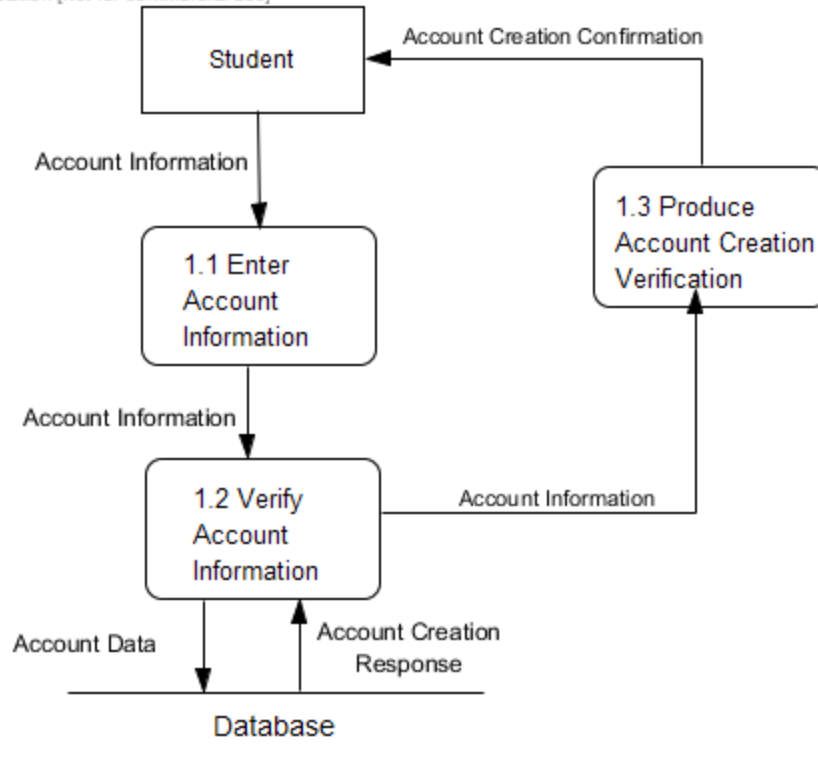 Student
Account Creation Confirmation
Account Information
1.1 Enter
Account
Information
1.3 Produce
Account Creation
Verification
Account Information
1.2 Verify
Account
Information
Account Information
Account Data
Account Creation
Response
Database